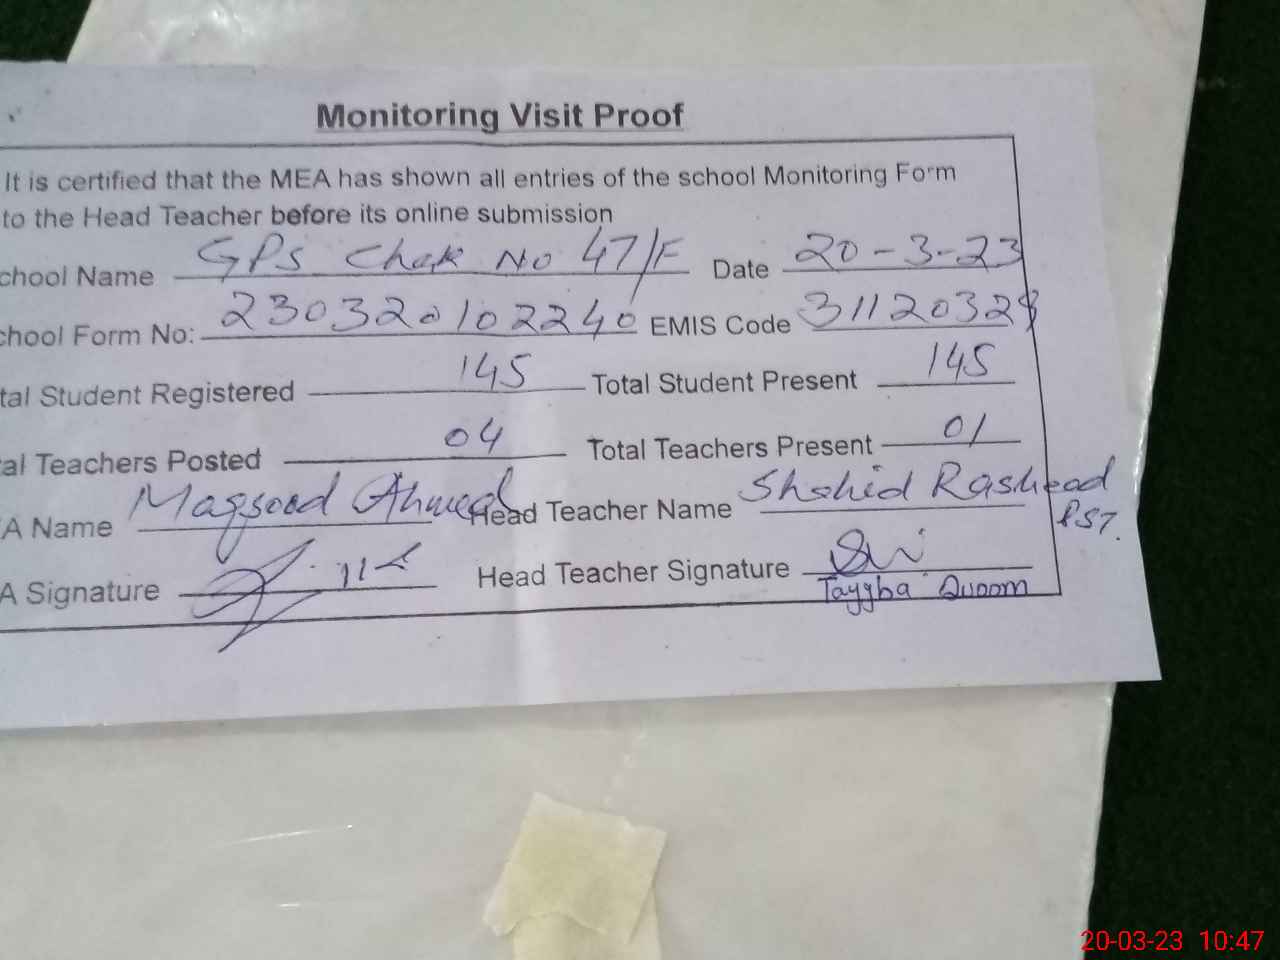 Monitoring Visit Proof
It is certified that the MEA has shown all entries of the school Monitoring Form
to the Head Teacher before its online submission
chool Name GPS Chak No 47/F Date 20-3-23
chool Form No: 230320102240 EMIS Code 31120328
tal Student Registered 145 Total Student Present 145
al Teachers Posted 04 Total Teachers Present 01
A Name Maqsood Ahmed Head Teacher Name Shahid Rasheed
PST.
A Signature Head Teacher Signature
Tayyba Quoom
20-03-23 10:47